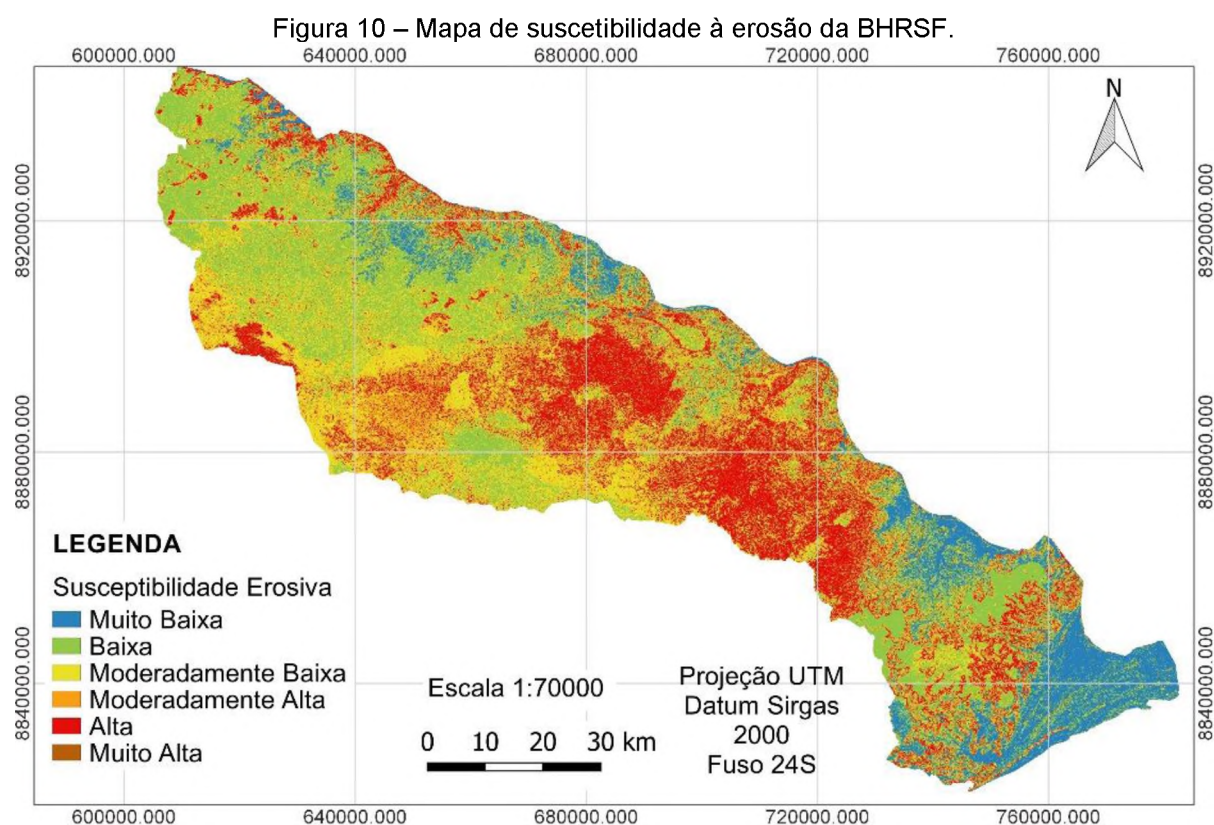 Figura 10 – Mapa de suscetibilidade à erosão da BHRSF.
600000.000 640000.000 680000.000 720000.000 760000.000
N
8920000.000 8920000.000
8880000.000 8880000.000
8840000.000 8840000.000
LEGENDA
Susceptibilidade Erosiva
Muito Baixa
Baixa
Moderadamente Baixa
Moderadamente Alta
Alta
Muito Alta
Escala 1:70000
0 10 20 30 km
Projeção UTM
Datum Sirgas
2000
Fuso 24S
600000.000 640000.000 680000.000 720000.000 760000.000